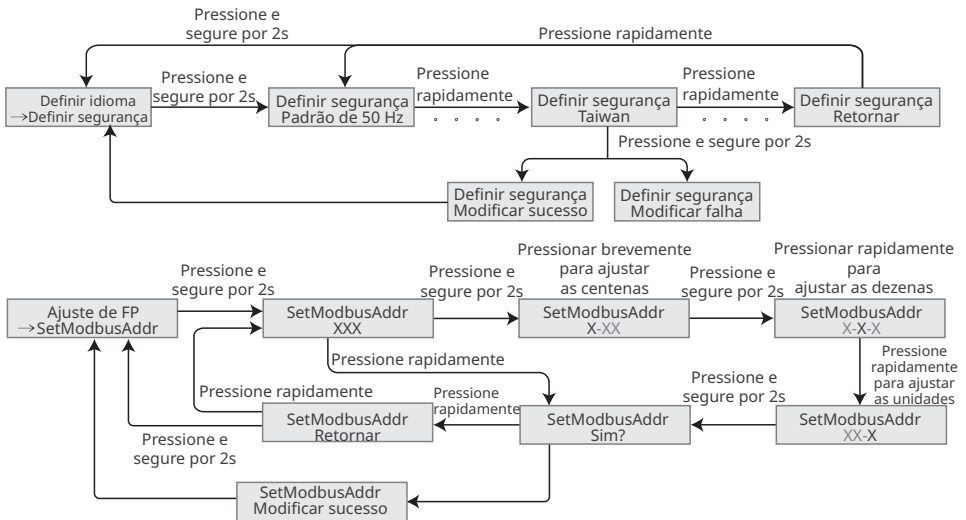 Pressione e
segure por 2s
Pressione rapidamente
Pressione e
segure por 2s
Pressione
rapidamente
Pressione
rapidamente
Definir idioma
→Definir segurança
Definir segurança
Padrão de 50 Hz
Definir segurança
Taiwan
Definir segurança
Retornar
Pressione e segure por 2s
Definir segurança
Modificar sucesso
Definir segurança
Modificar falha
Pressione e
segure por 2s
Pressione e
segure por 2s
Pressionar brevemente
para ajustar
as centenas
Pressione e
segure por 2s
Pressionar rapidamente
para
ajustar as dezenas
Ajuste de FP
→SetModbusAddr
SetModbusAddr
XXX
SetModbusAddr
X-XX
SetModbusAddr
X-X-X
Pressione rapidamente
Pressione
rapidamente
para ajustar
as unidades
Pressione rapidamente
Pressione
rapidamente
Pressione e
segure por 2s
SetModbusAddr
Retornar
SetModbusAddr
Sim?
SetModbusAddr
XX-X
Pressione e
segure por 2s
SetModbusAddr
Modificar sucesso